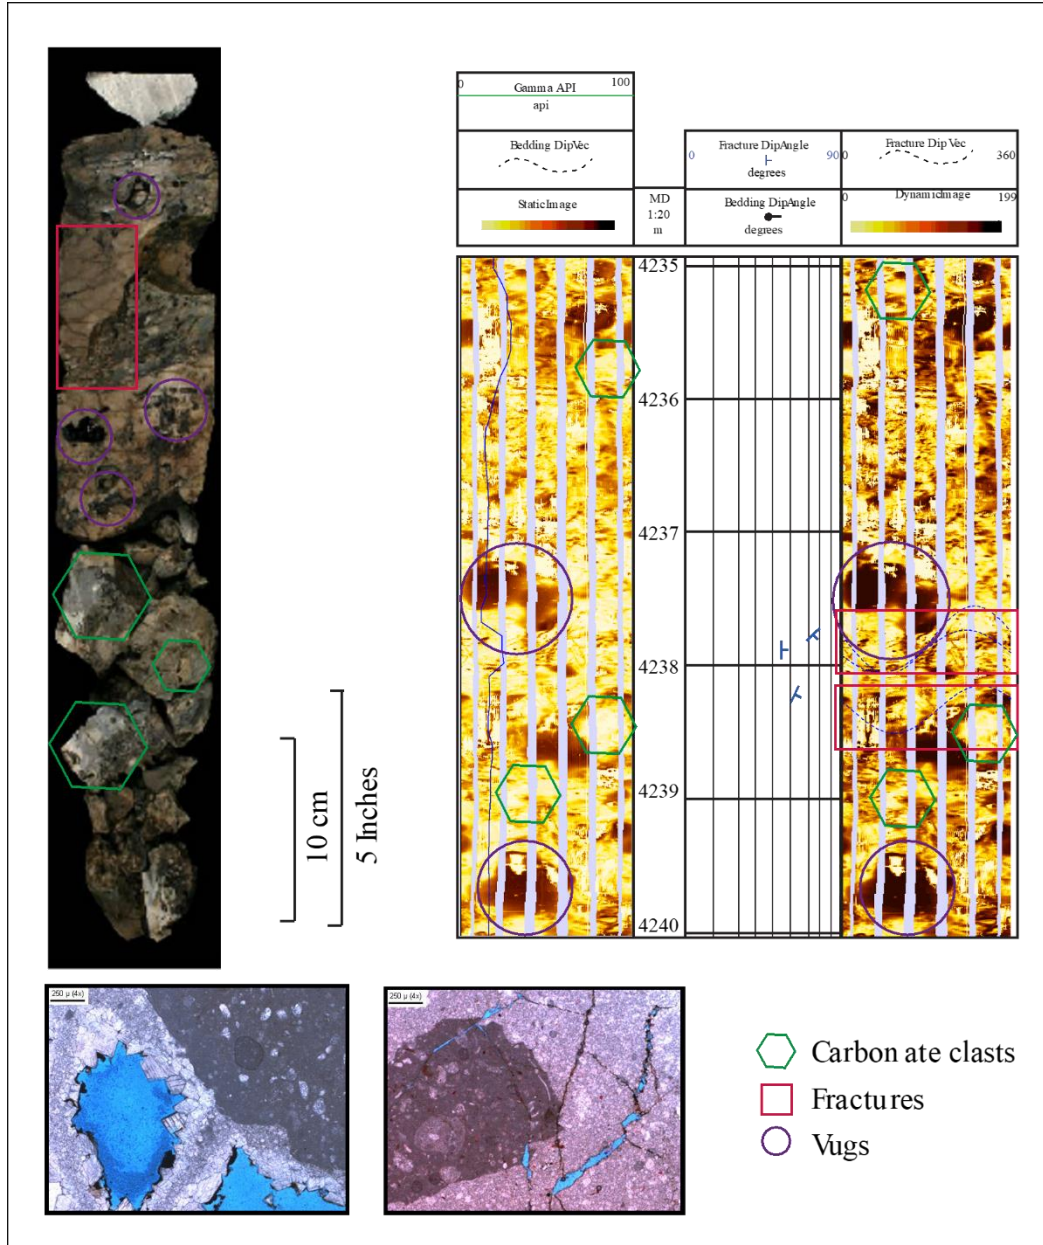 0
100
Gamma API
api
Bedding DipVec
StaticImage
MD
1:20
m
0
Fracture DipAngle
90
degrees
Bedding DipAngle
degrees
0
Fracture DipVec
360
0
DynamicImage
199
4235
4236
4237
4238
4239
4240
10 cm
5 Inches
250 µ (4x)
250 µ (4x)
Carbon ate clasts
Fractures
Vugs